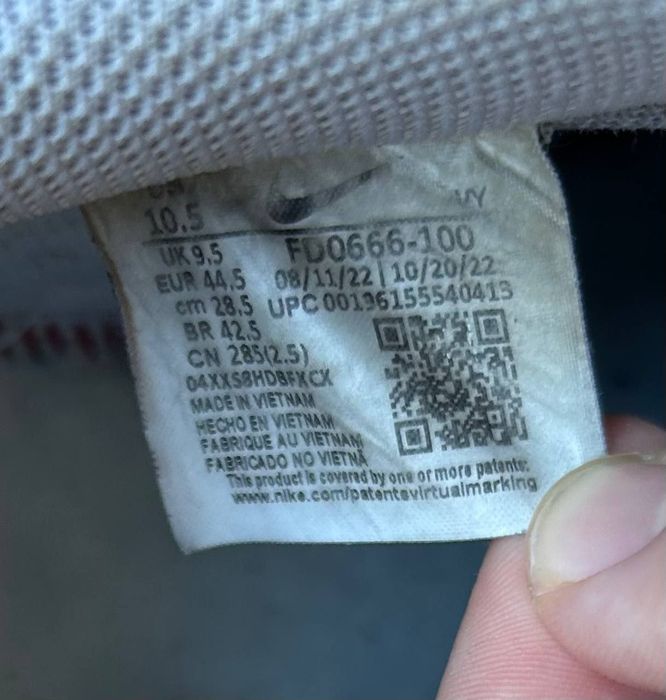 10.5
VY
UK 9.5
FD0666-100
EUR 44.5
08/11/22 | 10/20/22
cm 28.5
UPC 00196155540413
BR 42.5
CN 285(2.5)
04XXS8HDBFXCX
MADE IN VIETNAM
HECHO EN VIETNAM
FABRIQUE AU VIETNAM
FABRICADO NO VIETNÃ
This product is covered by one or more patents:
www.nike.com/patentsvirtualmarking